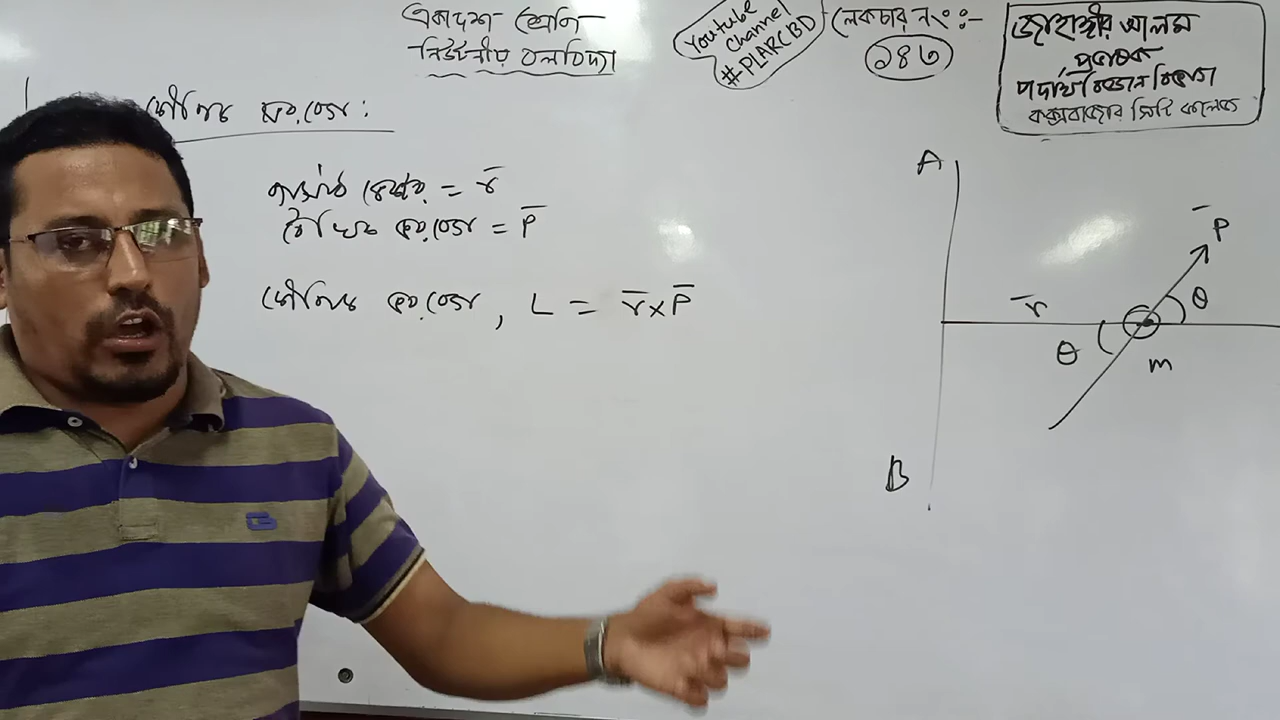 একাদশ শ্রেণি
নিউটনীয় বলবিদ্যা
Youtube
Channel
#PLARCBD
লেকচার নং ঃ-
১৪৩
জাহাঙ্গীর আলম
প্রভাষক
পদার্থবিজ্ঞান বিভাগ
কক্সবাজার সিটি কলেজ
কৌণিক ভরবেগ :
ব্যাসার্ধ ভেক্টর = r̅
রৈখিক ভরবেগ = P̅
কৌণিক ভরবেগ, L = r̅ × P̅
A
P̅
r̅
θ
θ
m
B